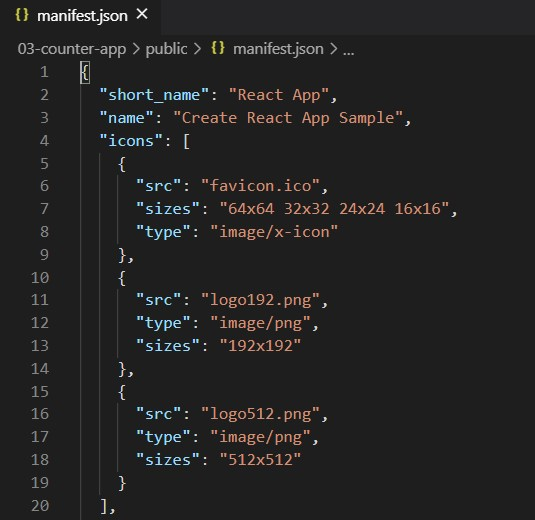 {} manifest.json ×
03-counter-app > public > {} manifest.json > ...
1 {
2 "short_name": "React App",
3 "name": "Create React App Sample",
4 "icons": [
5 {
6 "src": "favicon.ico",
7 "sizes": "64x64 32x32 24x24 16x16",
8 "type": "image/x-icon"
9 },
10 {
11 "src": "logo192.png",
12 "type": "image/png",
13 "sizes": "192x192"
14 },
15 {
16 "src": "logo512.png",
17 "type": "image/png",
18 "sizes": "512x512"
19 }
20 ],